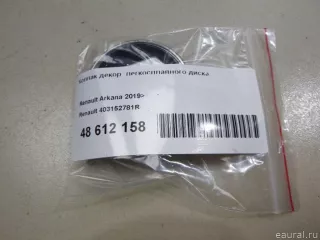 Колпак декор. легкосплавного диска
Renault Arkana 2019>
Renault 403152781R
48 612 158
© eaural.ru